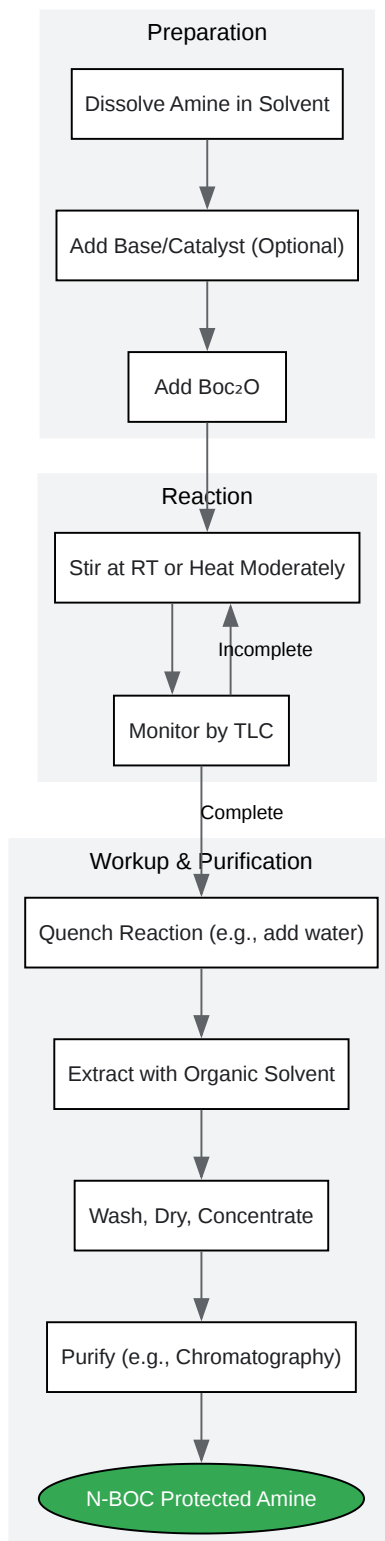 Preparation
Dissolve Amine in Solvent
Add Base/Catalyst (Optional)
Add Boc₂O
Reaction
Stir at RT or Heat Moderately
Incomplete
Monitor by TLC
Complete
Workup & Purification
Quench Reaction (e.g., add water)
Extract with Organic Solvent
Wash, Dry, Concentrate
Purify (e.g., Chromatography)
N-BOC Protected Amine